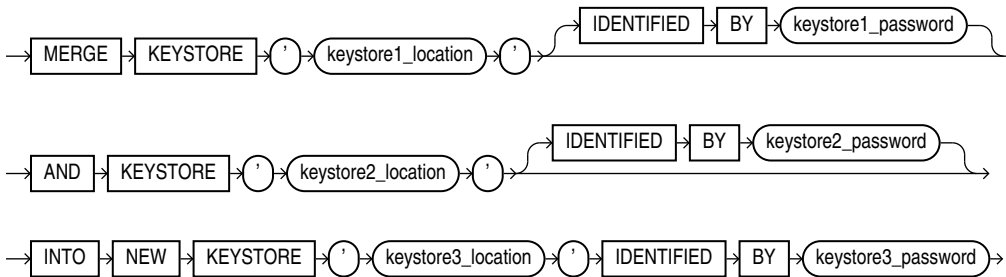 IDENTIFIED BY keystore1_password
MERGE KEYSTORE ' keystore1_location '
IDENTIFIED BY keystore2_password
AND KEYSTORE ' keystore2_location '
INTO NEW KEYSTORE ' keystore3_location ' IDENTIFIED BY keystore3_password